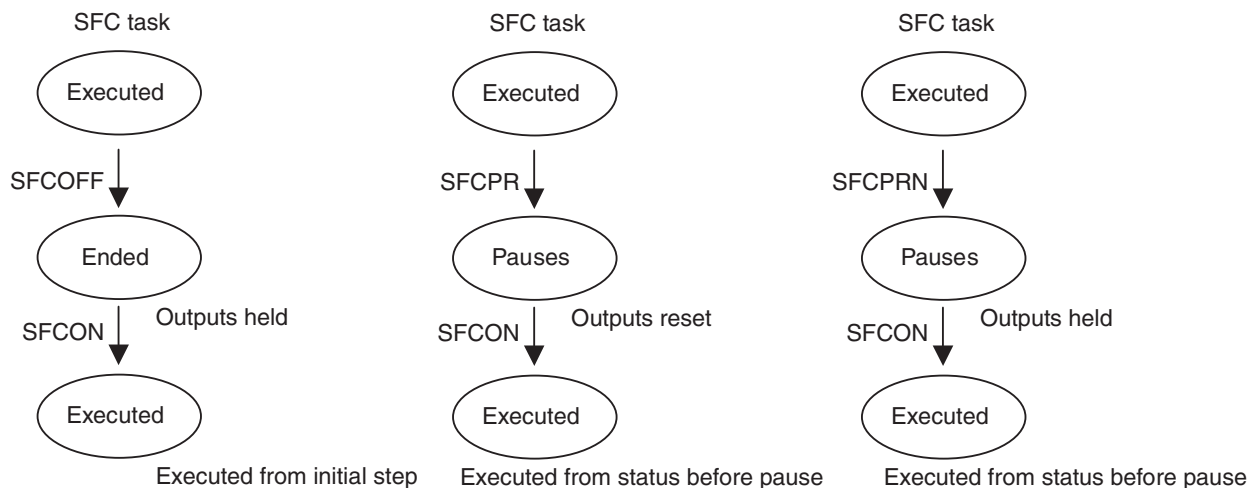 SFC task
Executed
SFCOFF
Ended
Outputs held
SFCON
Executed
Executed from initial step
SFC task
Executed
SFCPR
Pauses
Outputs reset
SFCON
Executed
Executed from status before pause
SFC task
Executed
SFCPRN
Pauses
Outputs held
SFCON
Executed
Executed from status before pause